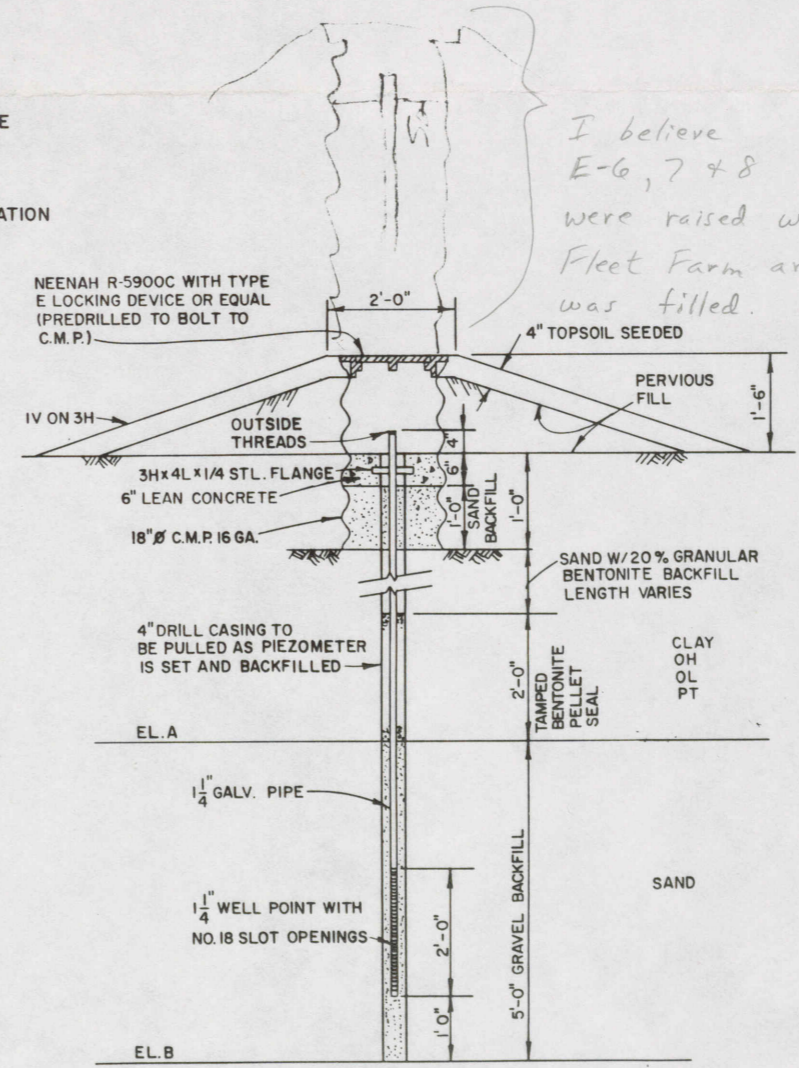 E
ATION
I believe
E-6, 7 & 8
were raised w
Fleet Farm ar
was filled.
NEENAH R-5900C WITH TYPE
E LOCKING DEVICE OR EQUAL
(PREDRILLED TO BOLT TO
C.M.P.)
2'-0"
4" TOPSOIL SEEDED
PERVIOUS
FILL
1'-6"
1V ON 3H
OUTSIDE
THREADS
4"
3H x 4L x 1/4 STL. FLANGE
6"
6" LEAN CONCRETE
1'-0"
SAND
BACKFILL
1'-0"
18"Ø C.M.P. 16 GA.
SAND W/20% GRANULAR
BENTONITE BACKFILL
LENGTH VARIES
4" DRILL CASING TO
BE PULLED AS PIEZOMETER
IS SET AND BACKFILLED
2'-0"
TAMPED
BENTONITE
PELLET
SEAL
CLAY
OH
OL
PT
EL. A
1 1/4" GALV. PIPE
SAND
1 1/4" WELL POINT WITH
NO. 18 SLOT OPENINGS
2'-0"
5'-0" GRAVEL BACKFILL
1' 0"
EL. B